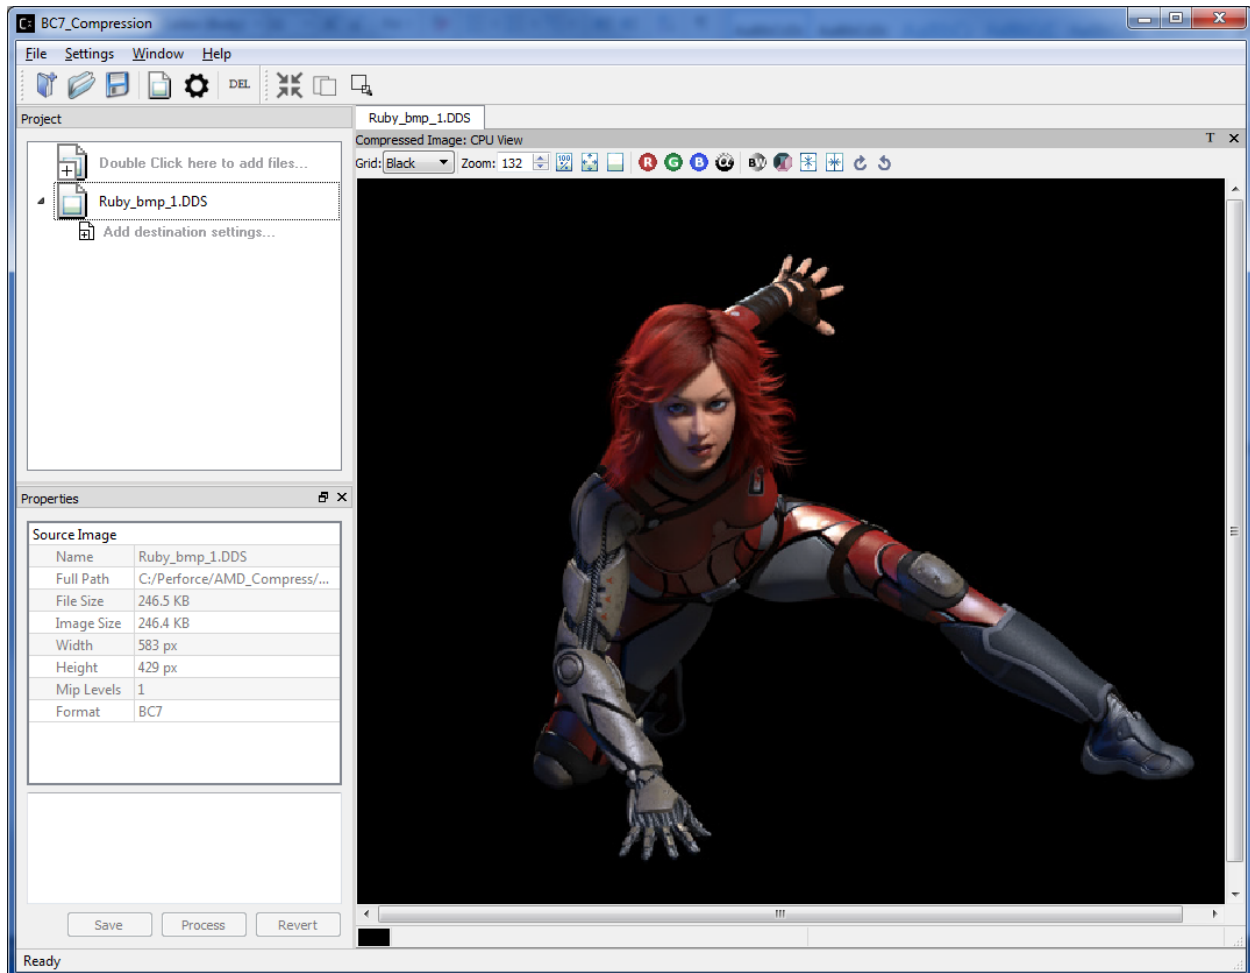 BC7_Compression
File Settings Window Help
DEL
Project
Double Click here to add files...
Ruby_bmp_1.DDS
Add destination settings...
Ruby_bmp_1.DDS
Compressed Image: CPU View T
Grid: Black Zoom: 132 100% R G B α BW
Properties
Source Image
Name Ruby_bmp_1.DDS
Full Path C:/Perforce/AMD_Compress/...
File Size 246.5 KB
Image Size 246.4 KB
Width 583 px
Height 429 px
Mip Levels 1
Format BC7
Save Process Revert
Ready